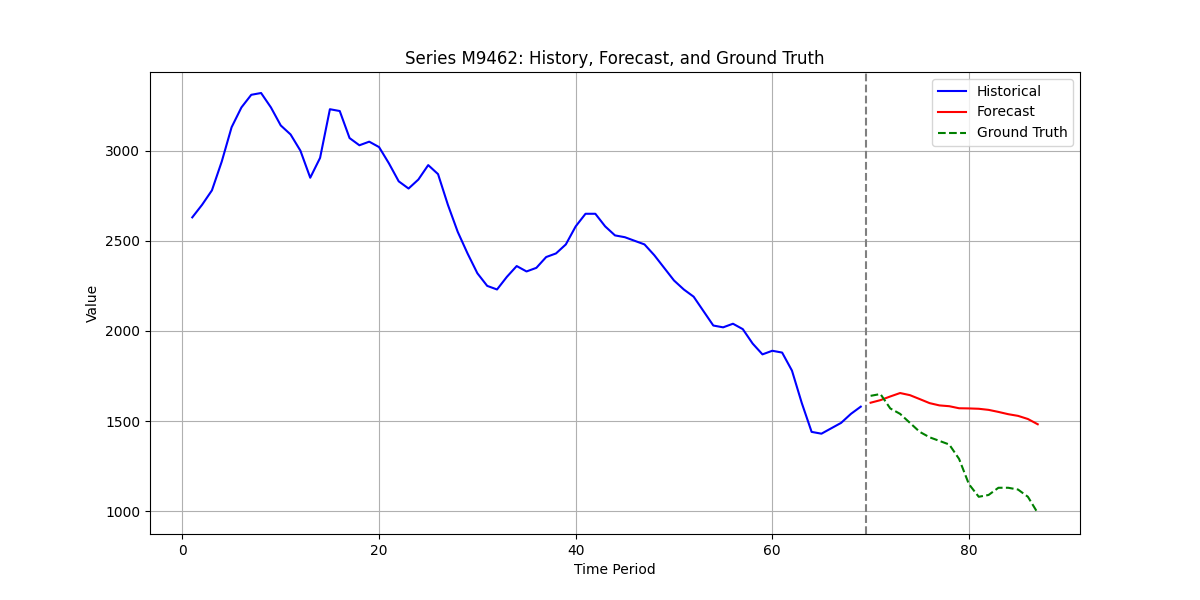 Series M9462: History, Forecast, and Ground Truth
Historical
Forecast
Ground Truth
Value
3000
2500
2000
1500
1000
0 20 40 60 80
Time Period